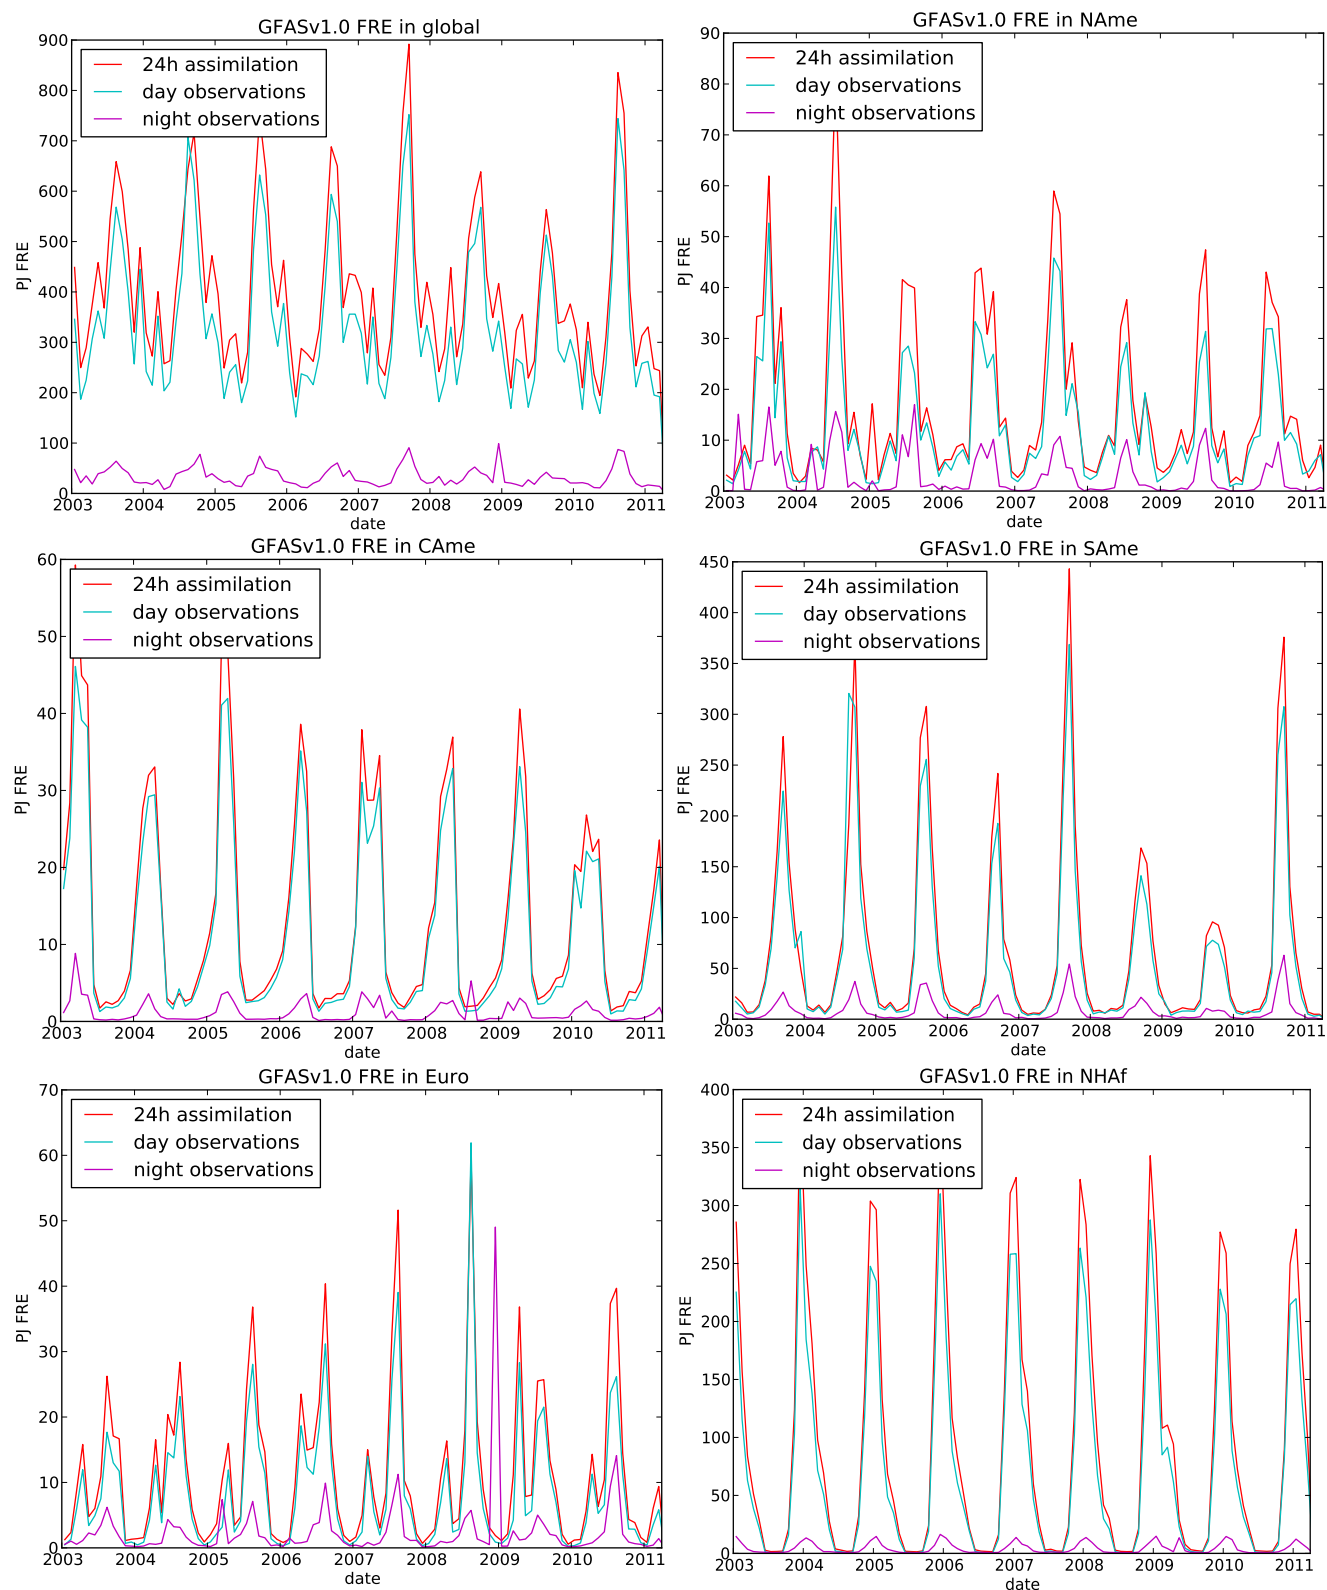 GFASv1.0 FRE in global
900
800
700
600
500
400
300
200
100
0
PJ FRE
24h assimilation
day observations
night observations
2003 2004 2005 2006 2007 2008 2009 2010 2011
date
GFASv1.0 FRE in NAme
90
80
70
60
50
40
30
20
10
0
PJ FRE
24h assimilation
day observations
night observations
2003 2004 2005 2006 2007 2008 2009 2010 2011
date
GFASv1.0 FRE in CAme
60
50
40
30
20
10
0
PJ FRE
24h assimilation
day observations
night observations
2003 2004 2005 2006 2007 2008 2009 2010 2011
date
GFASv1.0 FRE in SAme
450
400
350
300
250
200
150
100
50
0
PJ FRE
24h assimilation
day observations
night observations
2003 2004 2005 2006 2007 2008 2009 2010 2011
date
GFASv1.0 FRE in Euro
70
60
50
40
30
20
10
0
PJ FRE
24h assimilation
day observations
night observations
2003 2004 2005 2006 2007 2008 2009 2010 2011
date
GFASv1.0 FRE in NHAf
400
350
300
250
200
150
100
50
0
PJ FRE
24h assimilation
day observations
night observations
2003 2004 2005 2006 2007 2008 2009 2010 2011
date